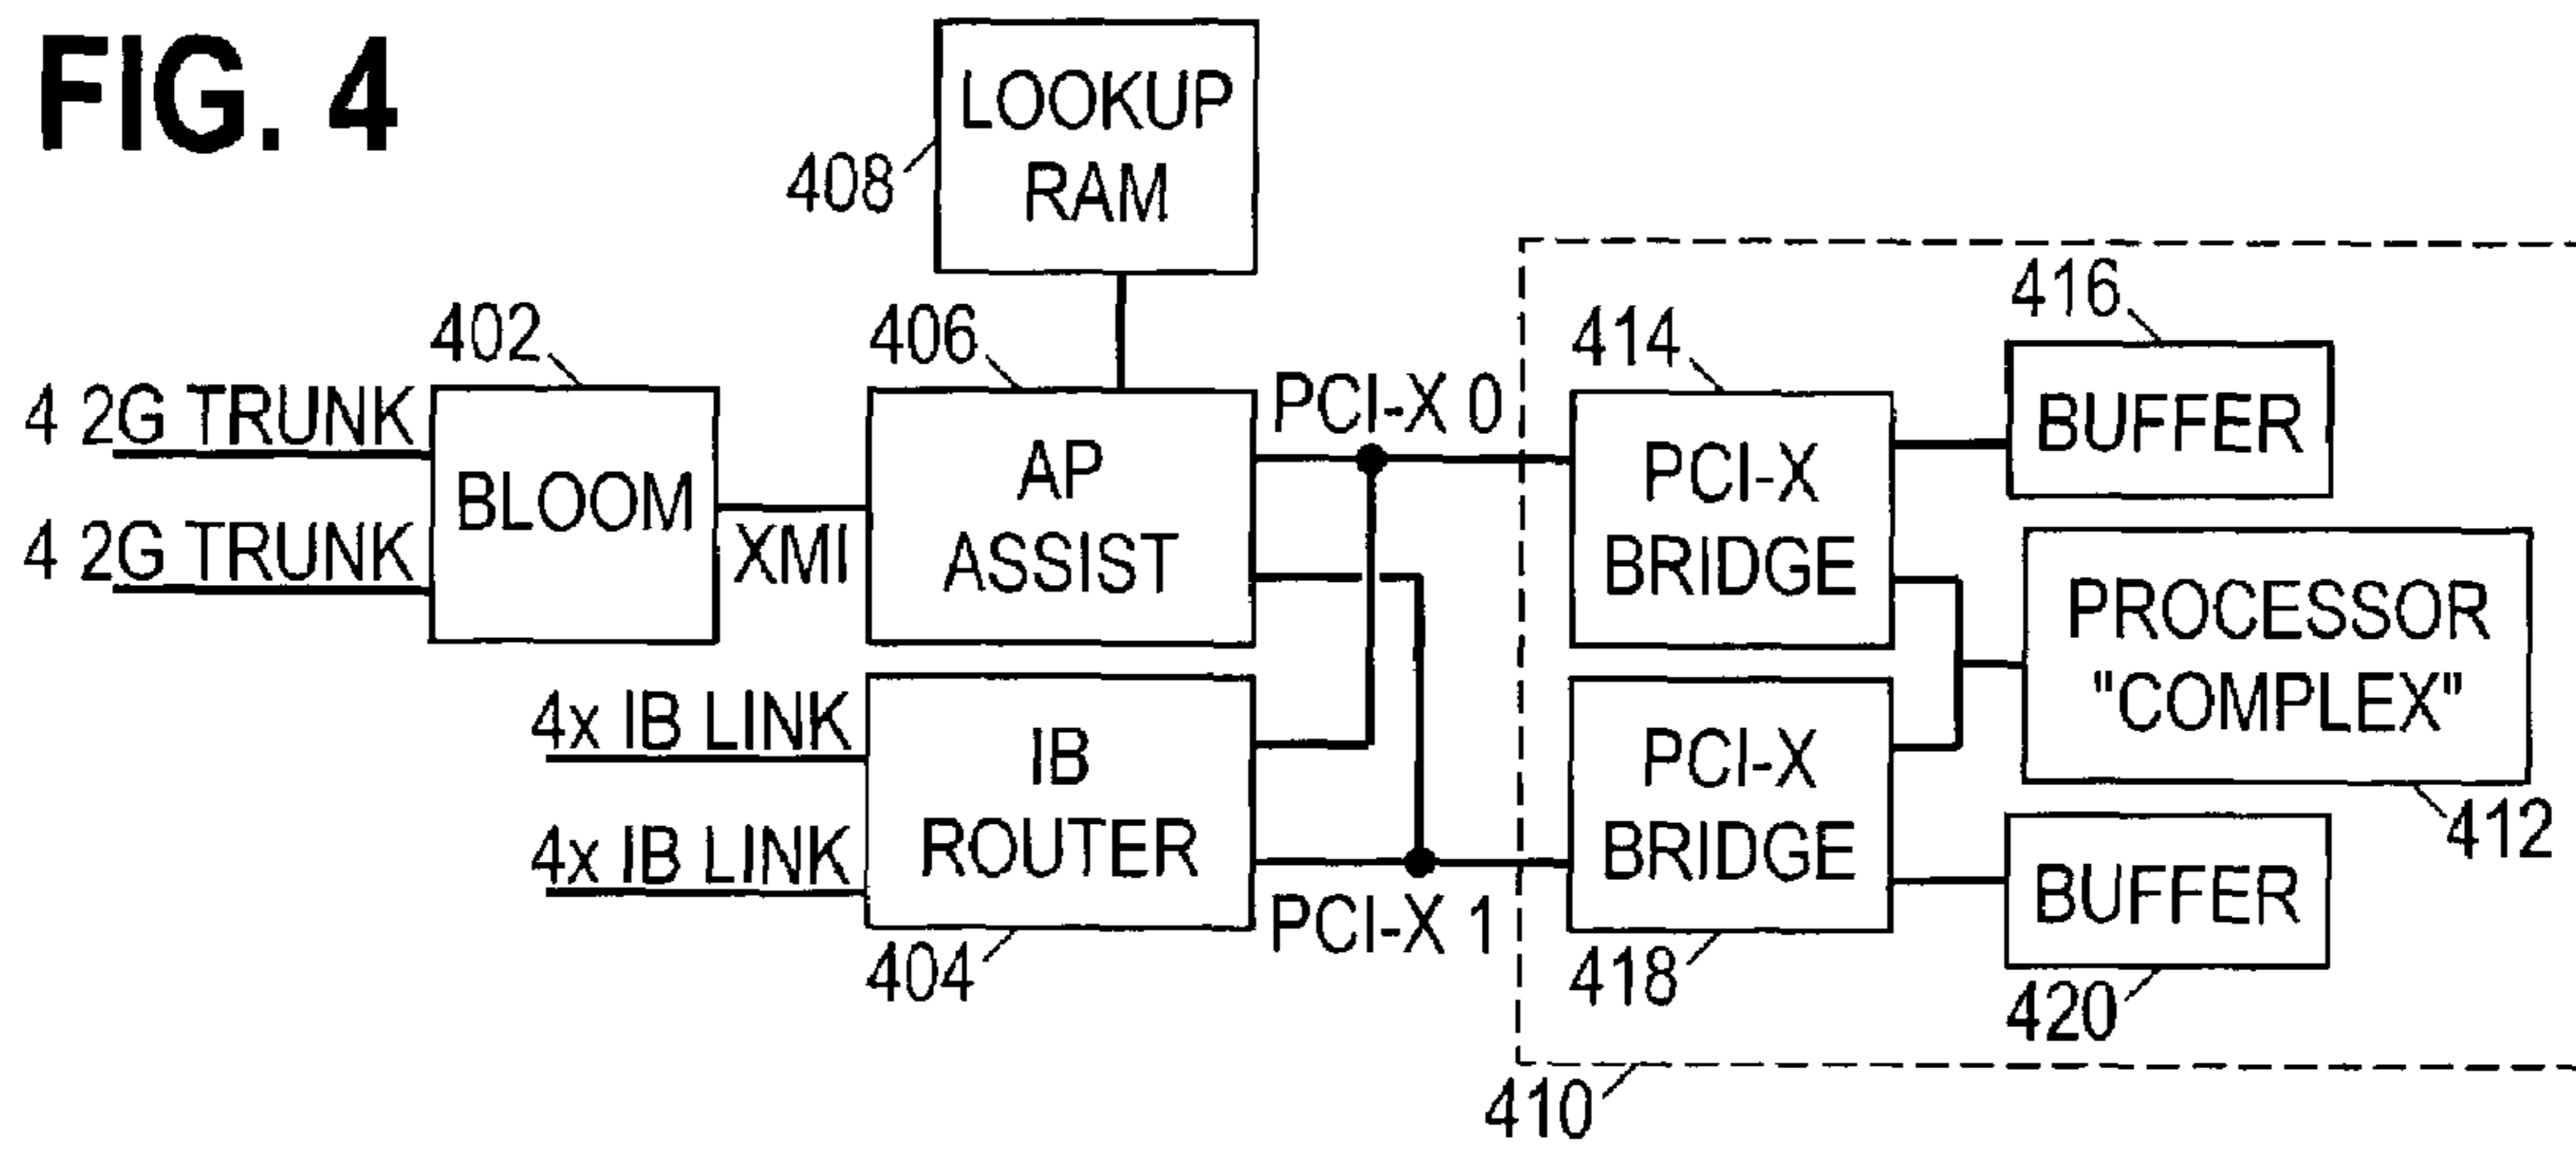 FIG. 4
LOOKUP
RAM
408
402
406
4 2G TRUNK
4 2G TRUNK
BLOOM
XMI
AP
ASSIST
PCI-X 0
4x IB LINK
4x IB LINK
IB
ROUTER
404
PCI-X 1
414
PCI-X
BRIDGE
416
BUFFER
PROCESSOR
"COMPLEX"
412
PCI-X
BRIDGE
418
BUFFER
420
410